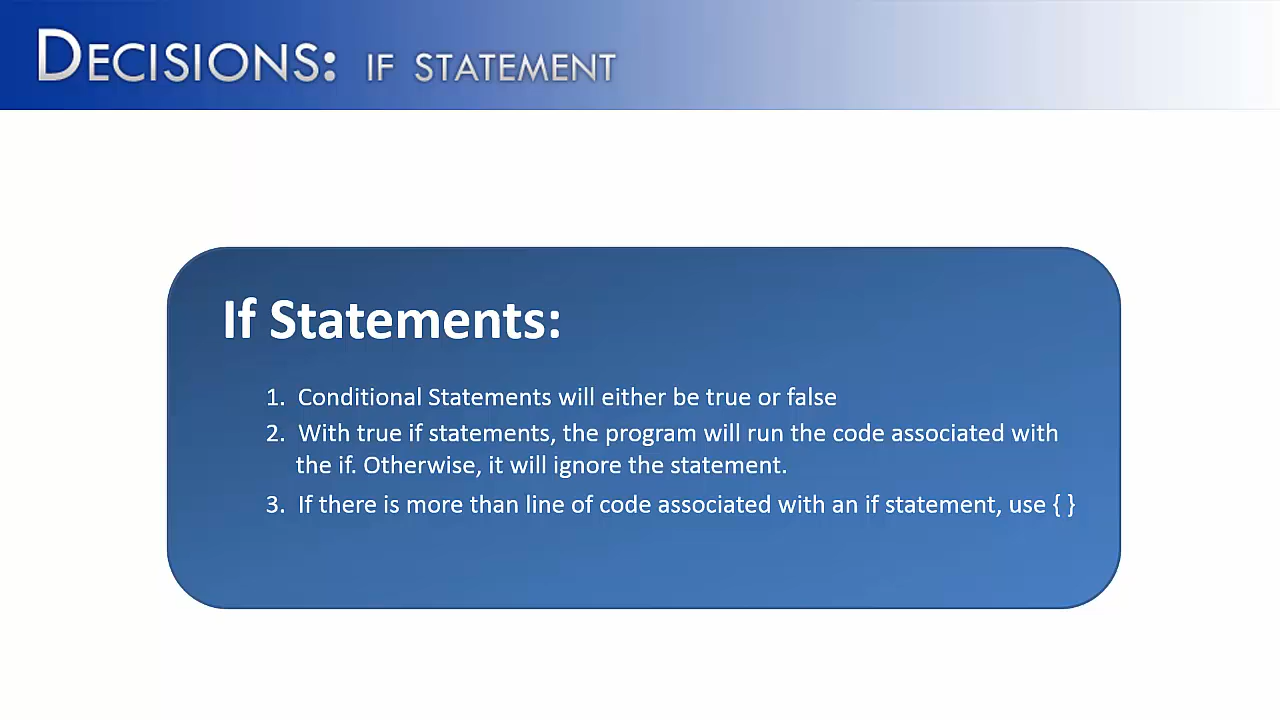 DECISIONS: IF STATEMENT
If Statements:
1. Conditional Statements will either be true or false
2. With true if statements, the program will run the code associated with
the if. Otherwise, it will ignore the statement.
3. If there is more than line of code associated with an if statement, use { }